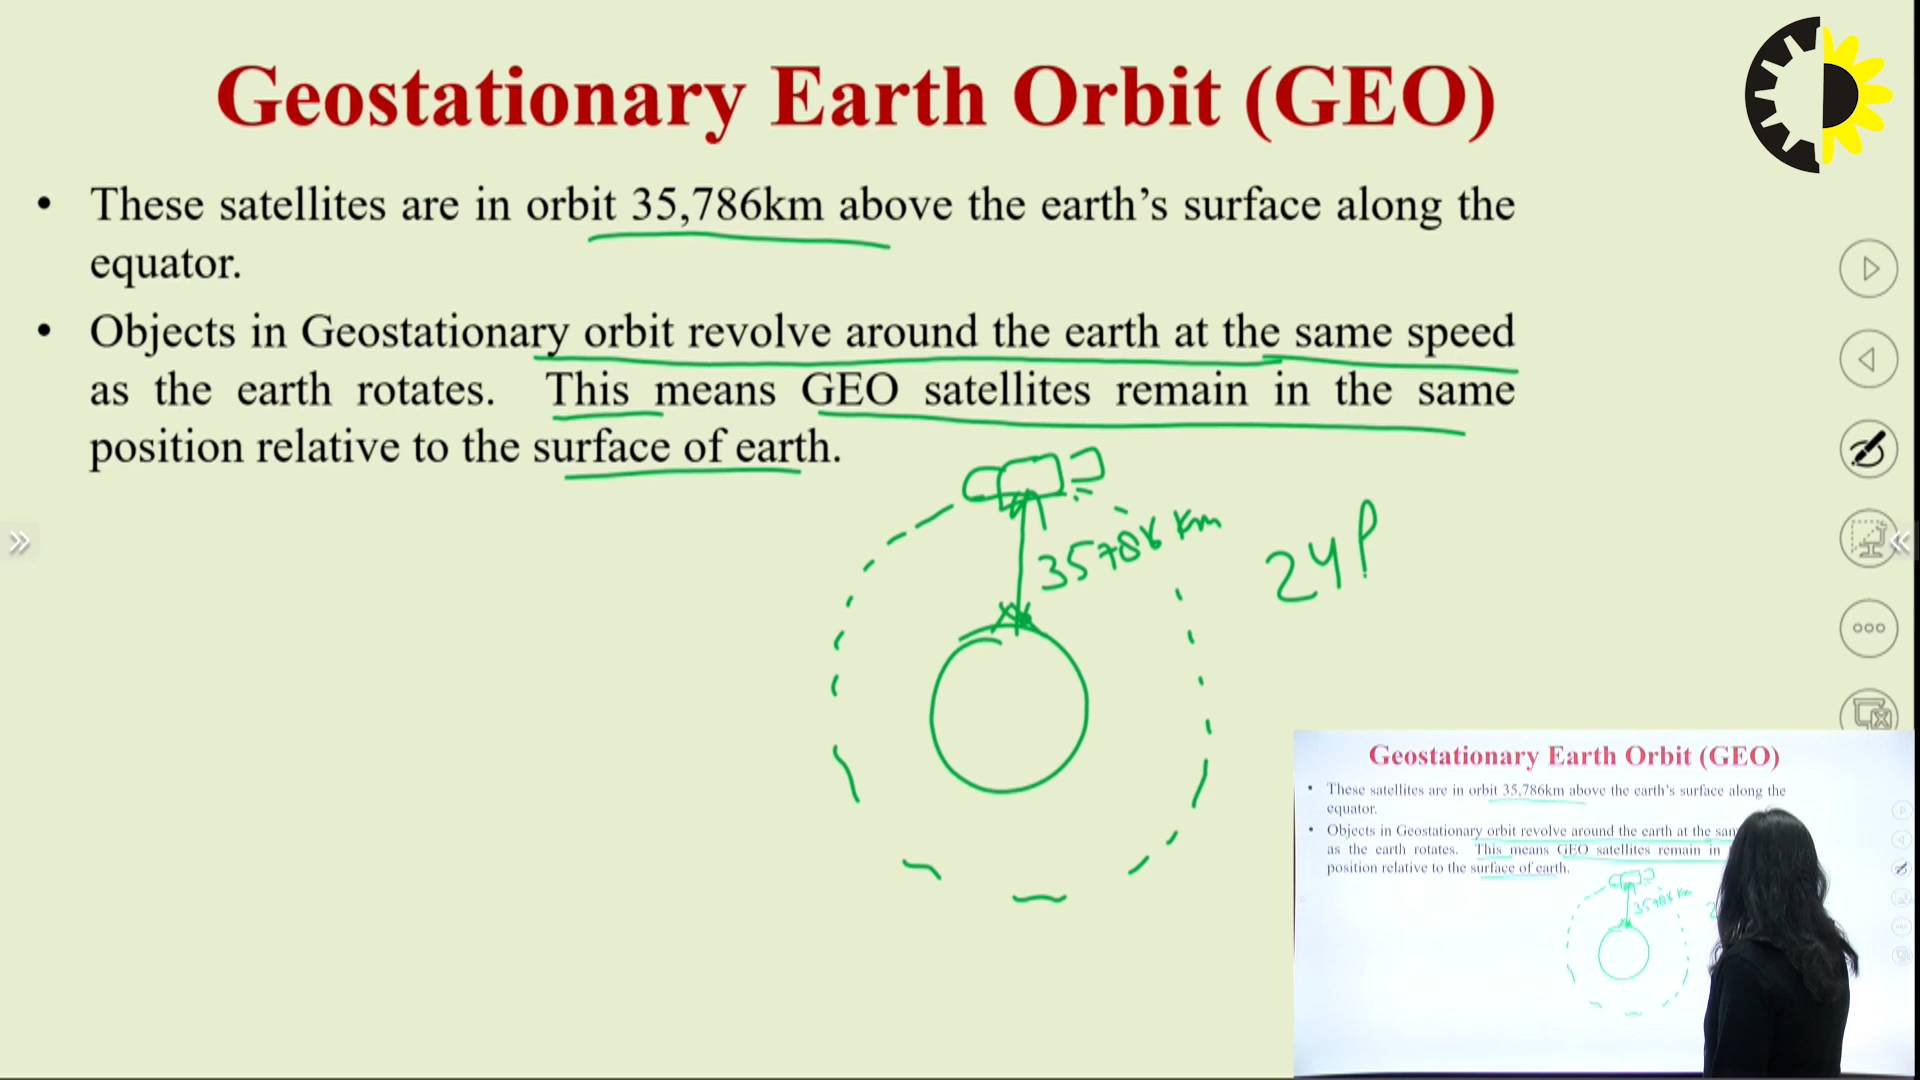 Geostationary Earth Orbit (GEO)
• These satellites are in orbit 35,786km above the earth's surface along the
equator.
• Objects in Geostationary orbit revolve around the earth at the same speed
as the earth rotates. This means GEO satellites remain in the same
position relative to the surface of earth.
35786 km
24
Geostationary Earth Orbit (GEO)
• These satellites are in orbit 35,786km above the earth's surface along the
equator.
• Objects in Geostationary orbit revolve around the earth at the
as the earth rotates. This means GEO satellites remain in
position relative to the surface of earth.
35786 km